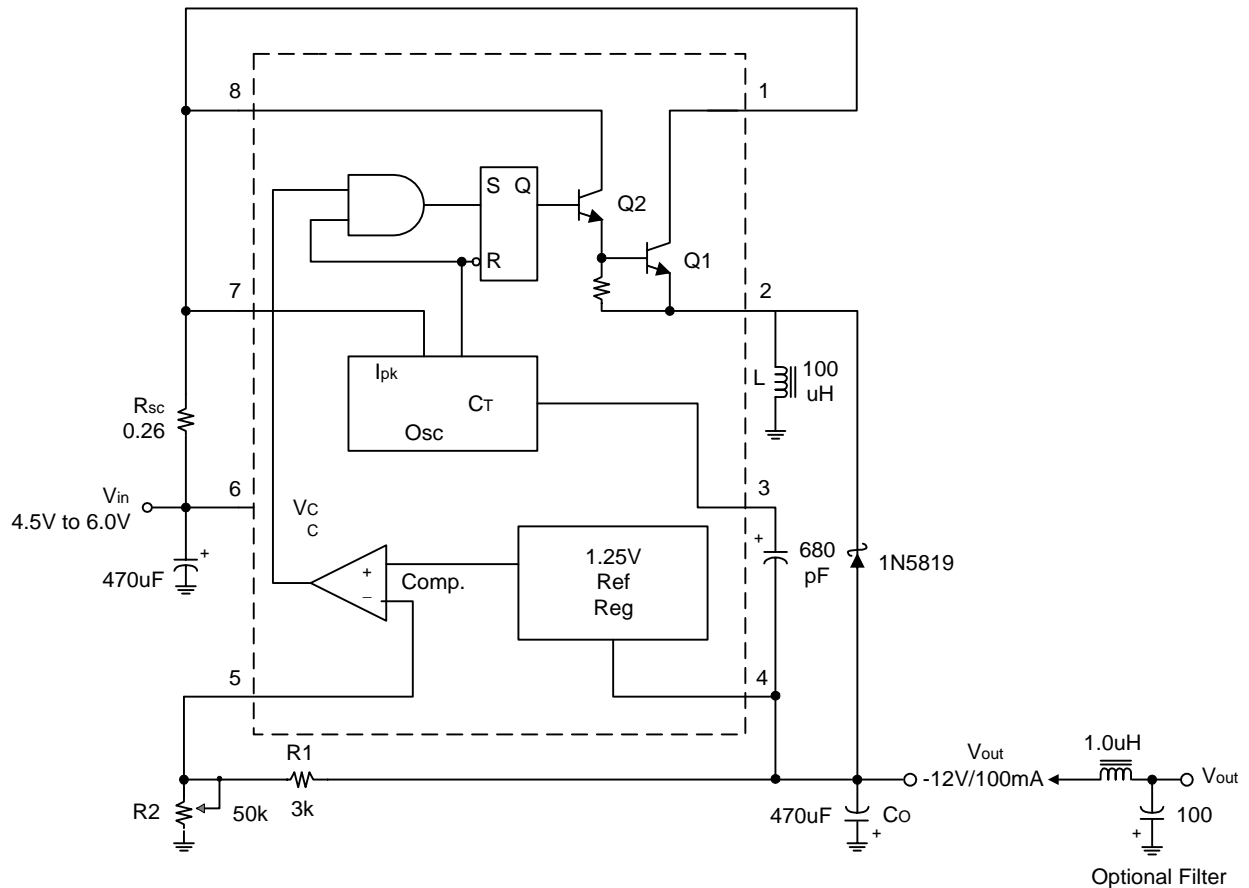 8
1
S Q
Q2
R
Q1
7
2
Ipk
L
100
uH
CT
Rsc
0.26
Osc
3
Vin
6
4.5V to 6.0V
VC
C
+
680
pF
1N5819
+
470uF
+
Comp.
1.25V
Ref
Reg
−
5
4
R1
Vout
1.0uH
-12V/100mA
Vout
R2
50k
3k
470uF
CO
+
100
+
Optional Filter